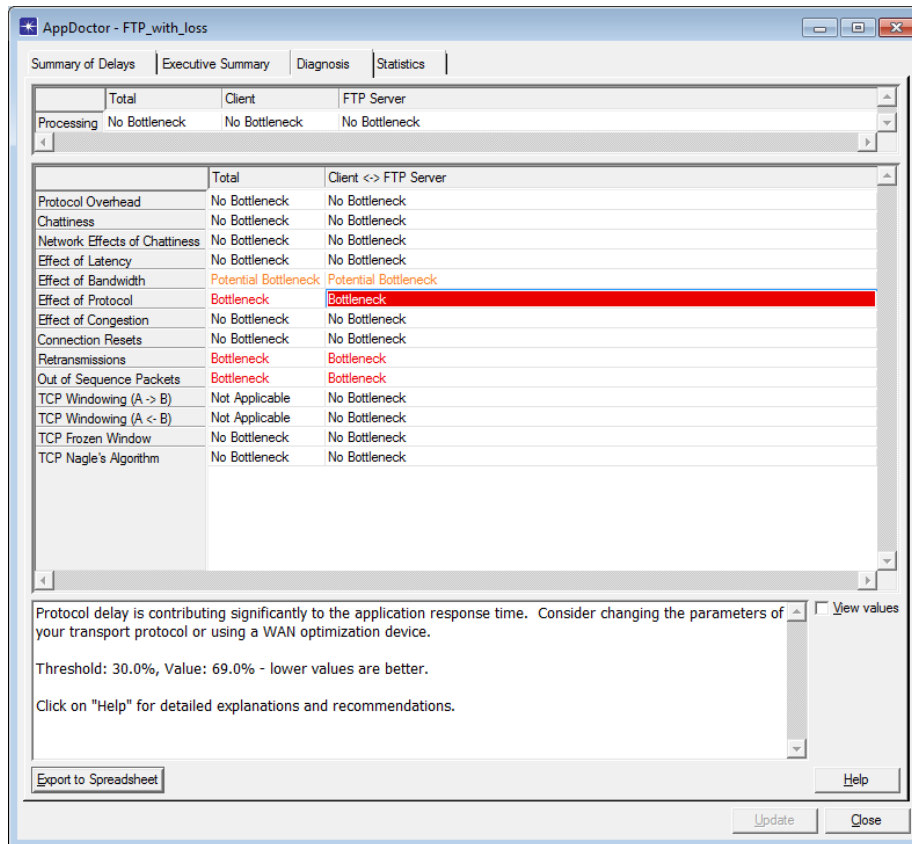 AppDoctor - FTP_with_loss
Summary of Delays Executive Summary Diagnosis Statistics
Total Client FTP Server
Processing No Bottleneck No Bottleneck No Bottleneck
Total Client <-> FTP Server
Protocol Overhead No Bottleneck No Bottleneck
Chattiness No Bottleneck No Bottleneck
Network Effects of Chattiness No Bottleneck No Bottleneck
Effect of Latency No Bottleneck No Bottleneck
Effect of Bandwidth Potential Bottleneck Potential Bottleneck
Effect of Protocol Bottleneck Bottleneck
Effect of Congestion No Bottleneck No Bottleneck
Connection Resets No Bottleneck No Bottleneck
Retransmissions Bottleneck Bottleneck
Out of Sequence Packets Bottleneck Bottleneck
TCP Windowing (A -> B) Not Applicable No Bottleneck
TCP Windowing (A <- B) Not Applicable No Bottleneck
TCP Frozen Window No Bottleneck No Bottleneck
TCP Nagle's Algorithm No Bottleneck No Bottleneck
Protocol delay is contributing significantly to the application response time. Consider changing the parameters of
your transport protocol or using a WAN optimization device.
Threshold: 30.0%, Value: 69.0% - lower values are better.
Click on "Help" for detailed explanations and recommendations.
View values
Export to Spreadsheet Help
Update Close